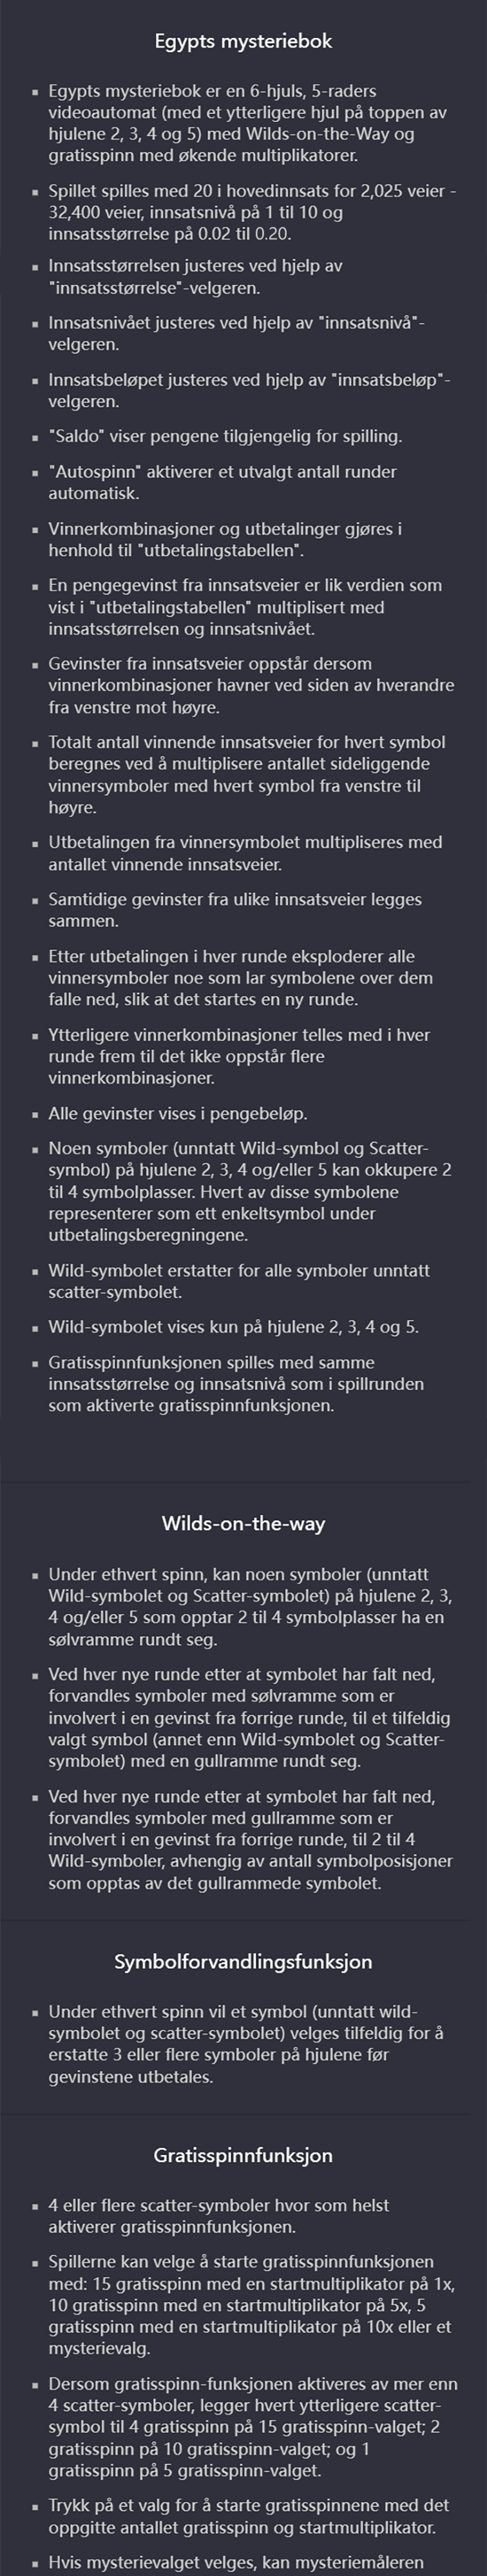 Egypts mysteriebok
▪ Egypts mysteriebok er en 6-hjuls, 5-raders
videoautomat (med et ytterligere hjul på toppen av
hjulene 2, 3, 4 og 5) med Wilds-on-the-Way og
gratisspinn med økende multiplikatorer.
▪ Spillet spilles med 20 i hovedinnsats for 2,025 veier -
32,400 veier, innsatsnivå på 1 til 10 og
innsatsstørrelse på 0.02 til 0.20.
▪ Innsatsstørrelsen justeres ved hjelp av
"innsatsstørrelse"-velgeren.
▪ Innsatsnivået justeres ved hjelp av "innsatsnivå"-
velgeren.
▪ Innsatsbeløpet justeres ved hjelp av "innsatsbeløp"-
velgeren.
▪ "Saldo" viser pengene tilgjengelig for spilling.
▪ "Autospinn" aktiverer et utvalgt antall runder
automatisk.
▪ Vinnerkombinasjoner og utbetalinger gjøres i
henhold til "utbetalingstabellen".
▪ En pengegevinst fra innsatsveier er lik verdien som
vist i "utbetalingstabellen" multiplisert med
innsatsstørrelsen og innsatsnivået.
▪ Gevinster fra innsatsveier oppstår dersom
vinnerkombinasjoner havner ved siden av hverandre
fra venstre mot høyre.
▪ Totalt antall vinnende innsatsveier for hvert symbol
beregnes ved å multiplisere antallet sideliggende
vinnersymboler med hvert symbol fra venstre til
høyre.
▪ Utbetalingen fra vinnersymbolet multipliseres med
antallet vinnende innsatsveier.
▪ Samtidige gevinster fra ulike innsatsveier legges
sammen.
▪ Etter utbetalingen i hver runde eksploderer alle
vinnersymboler noe som lar symbolene over dem
falle ned, slik at det startes en ny runde.
▪ Ytterligere vinnerkombinasjoner telles med i hver
runde frem til det ikke oppstår flere
vinnerkombinasjoner.
▪ Alle gevinster vises i pengebeløp.
▪ Noen symboler (unntatt Wild-symbol og Scatter-
symbol) på hjulene 2, 3, 4 og/eller 5 kan okkupere 2
til 4 symbolplasser. Hvert av disse symbolene
representerer som ett enkeltsymbol under
utbetalingsberegningene.
▪ Wild-symbolet erstatter for alle symboler unntatt
scatter-symbolet.
▪ Wild-symbolet vises kun på hjulene 2, 3, 4 og 5.
▪ Gratisspinnfunksjonen spilles med samme
innsatsstørrelse og innsatsnivå som i spillrunden
som aktiverte gratisspinnfunksjonen.
Wilds-on-the-way
▪ Under ethvert spinn, kan noen symboler (unntatt
Wild-symbolet og Scatter-symbolet) på hjulene 2, 3,
4 og/eller 5 som opptar 2 til 4 symbolplasser ha en
sølvramme rundt seg.
▪ Ved hver nye runde etter at symbolet har falt ned,
forvandles symboler med sølvramme som er
involvert i en gevinst fra forrige runde, til et tilfeldig
valgt symbol (annet enn Wild-symbolet og Scatter-
symbolet) med en gullramme rundt seg.
▪ Ved hver nye runde etter at symbolet har falt ned,
forvandles symboler med gullramme som er
involvert i en gevinst fra forrige runde, til 2 til 4
Wild-symboler, avhengig av antall symbolposisjoner
som opptas av det gullrammede symbolet.
Symbolforvandlingsfunksjon
▪ Under ethvert spinn vil et symbol (unntatt wild-
symbolet og scatter-symbolet) velges tilfeldig for å
erstatte 3 eller flere symboler på hjulene før
gevinstene utbetales.
Gratisspinnfunksjon
▪ 4 eller flere scatter-symboler hvor som helst
aktiverer gratisspinnfunksjonen.
▪ Spillerne kan velge å starte gratisspinnfunksjonen
med: 15 gratisspinn med en startmultiplikator på 1x,
10 gratisspinn med en startmultiplikator på 5x, 5
gratisspinn med en startmultiplikator på 10x eller et
mysterievalg.
▪ Dersom gratisspinn-funksjonen aktiveres av mer enn
4 scatter-symboler, legger hvert ytterligere scatter-
symbol til 4 gratisspinn på 15 gratisspinn-valget; 2
gratisspinn på 10 gratisspinn-valget; og 1
gratisspinn på 5 gratisspinn-valget.
▪ Trykk på et valg for å starte gratisspinnene med det
oppgitte antallet gratisspinn og startmultiplikator.
▪ Hvis mysterievalget velges, kan mysteriemåleren